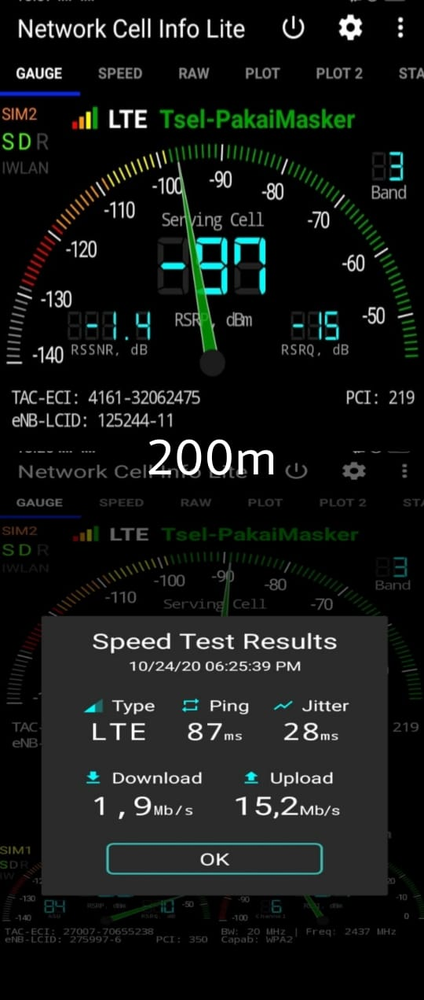 Network Cell Info Lite
GAUGE SPEED RAW PLOT PLOT 2 STA
SIM2 LTE Tsel-PakaiMasker
SDR
IWLAN
3
Band
-140 -130 -120 -110 -100 -90 -80 -70 -60 -50
Serving Cell
-97
RSRP, dBm
-1.4
RSSNR, dB
-15
RSRQ, dB
TAC-ECI: 4161-32062475 PCI: 219
eNB-LCID: 125244-11
200m
Network Cell Info Lite
GAUGE SPEED RAW PLOT PLOT 2 STA
SIM2 LTE Tsel-PakaiMasker
SDR
IWLAN
3
Band
-110 -100 -90 -80 -70
Serving Cell
Speed Test Results
10/24/20 06:25:39 PM
Type Ping Jitter
LTE 87ms 28ms
Download Upload
1,9Mb/s 15,2Mb/s
OK
TAC- 219
eNB-
SIM1
SDR
IW
-130 84 RSRP, dBm -10 -50 -90 6 -10
-140 ASU RSRQ, dB -100 Channel 0
TAC-ECI: 27007-70655238 BW: 20 MHz | Freq: 2437 MHz
eNB-LCID: 275997-6 PCI: 350 Capab: WPA2